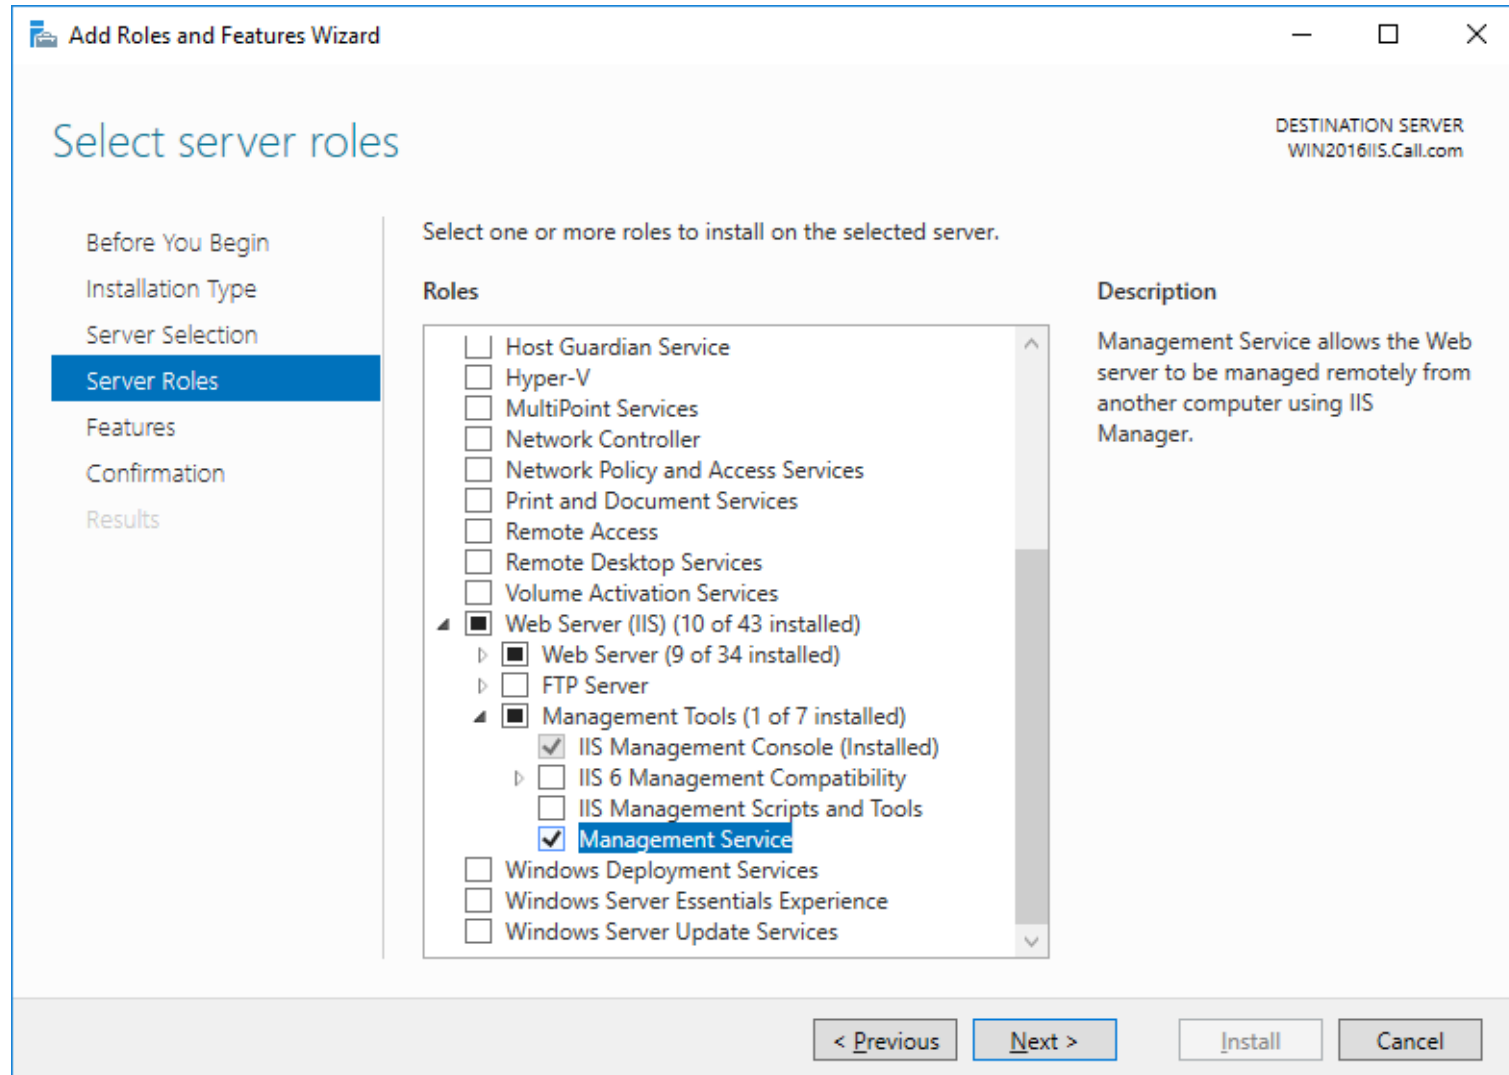 Add Roles and Features Wizard
Select server roles
DESTINATION SERVER
WIN2016IIS.Call.com
Before You Begin
Installation Type
Server Selection
Server Roles
Features
Confirmation
Results
Select one or more roles to install on the selected server.
Roles
Host Guardian Service
Hyper-V
MultiPoint Services
Network Controller
Network Policy and Access Services
Print and Document Services
Remote Access
Remote Desktop Services
Volume Activation Services
Web Server (IIS) (10 of 43 installed)
Web Server (9 of 34 installed)
FTP Server
Management Tools (1 of 7 installed)
IIS Management Console (Installed)
IIS 6 Management Compatibility
IIS Management Scripts and Tools
Management Service
Windows Deployment Services
Windows Server Essentials Experience
Windows Server Update Services
Description
Management Service allows the Web
server to be managed remotely from
another computer using IIS
Manager.
< Previous
Next >
Install
Cancel